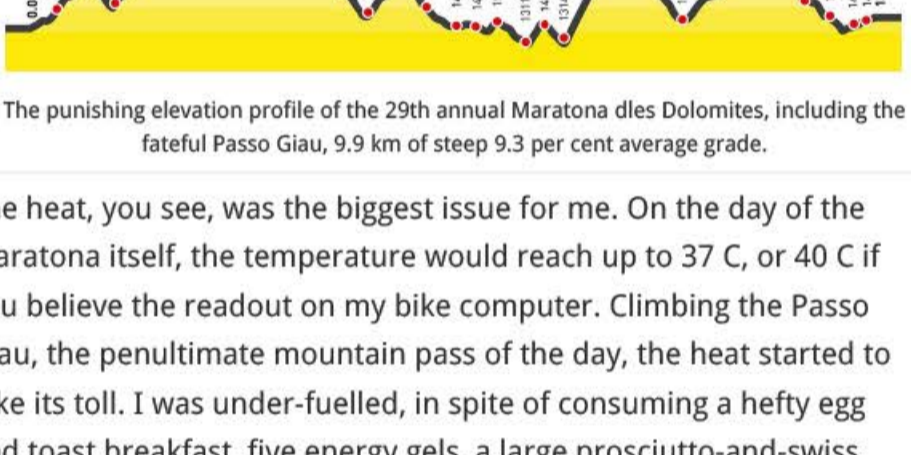 0.0
1311
131
The punishing elevation profile of the 29th annual Maratona dles Dolomites, including the
fateful Passo Giau, 9.9 km of steep 9.3 per cent average grade.
e heat, you see, was the biggest issue for me. On the day of the
aratona itself, the temperature would reach up to 37 C, or 40 C if
u believe the readout on my bike computer. Climbing the Passo
au, the penultimate mountain pass of the day, the heat started to
ke its toll. I was under-fuelled, in spite of consuming a hefty egg
d toast breakfast, five energy gels, a large prosciutto-and-swiss